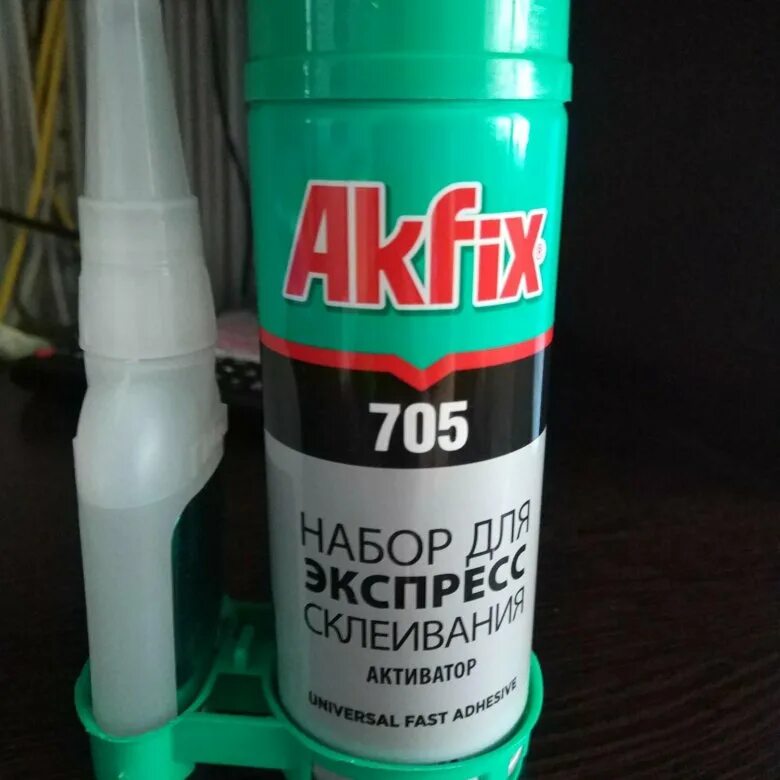 Akfix®
705
НАБОР ДЛЯ
ЭКСПРЕСС
СКЛЕИВАНИЯ
АКТИВАТОР
UNIVERSAL FAST ADHESIVE